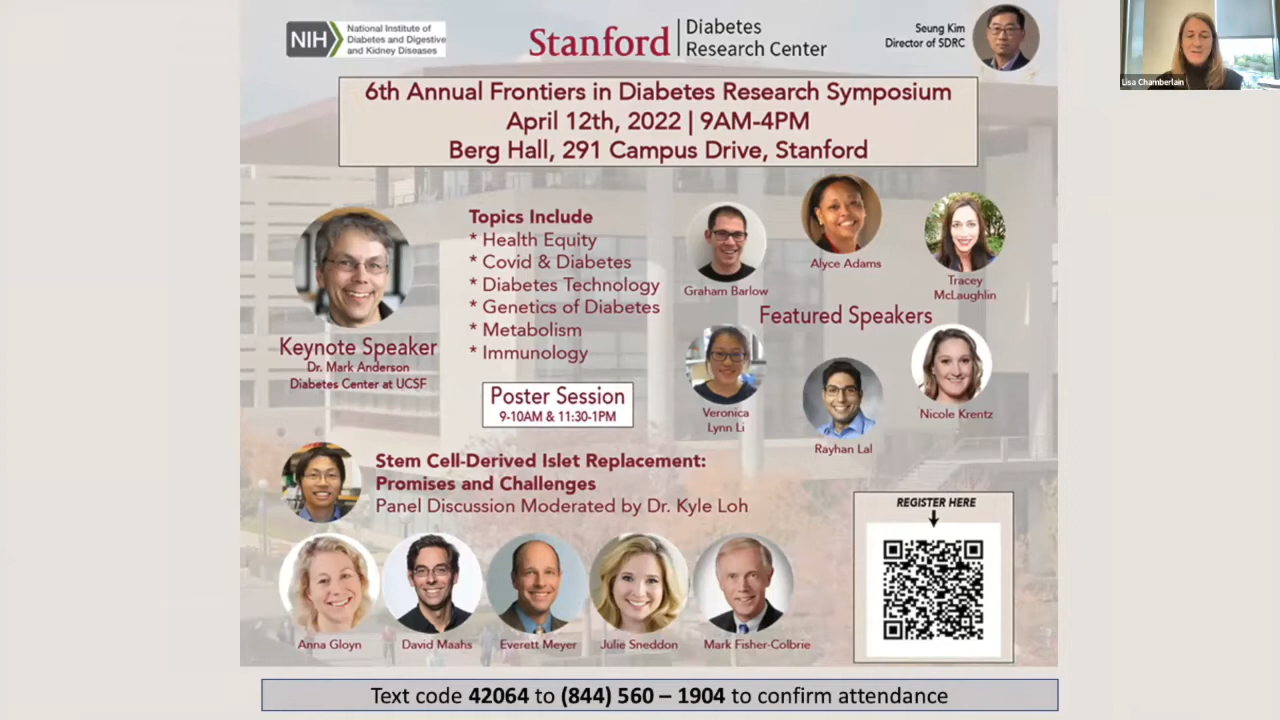 NIH
National Institute of
Diabetes and Digestive
and Kidney Diseases
Stanford
Diabetes
Research Center
Seung Kim
Director of SDRC
Lisa Chamberlain
6th Annual Frontiers in Diabetes Research Symposium
April 12th, 2022 | 9AM-4PM
Berg Hall, 291 Campus Drive, Stanford
Keynote Speaker
Dr. Mark Anderson
Diabetes Center at UCSF
Topics Include
* Health Equity
* Covid & Diabetes
* Diabetes Technology
* Genetics of Diabetes
* Metabolism
* Immunology
Poster Session
9-10AM & 11:30-1PM
Graham Barlow
Alyce Adams
Tracey
McLaughlin
Featured Speakers
Veronica
Lynn Li
Rayhan Lal
Nicole Krentz
Stem Cell-Derived Islet Replacement:
Promises and Challenges
Panel Discussion Moderated by Dr. Kyle Loh
Anna Gloyn
David Maahs
Everett Meyer
Julie Sneddon
Mark Fisher-Colbrie
REGISTER HERE
Text code 42064 to (844) 560 – 1904 to confirm attendance